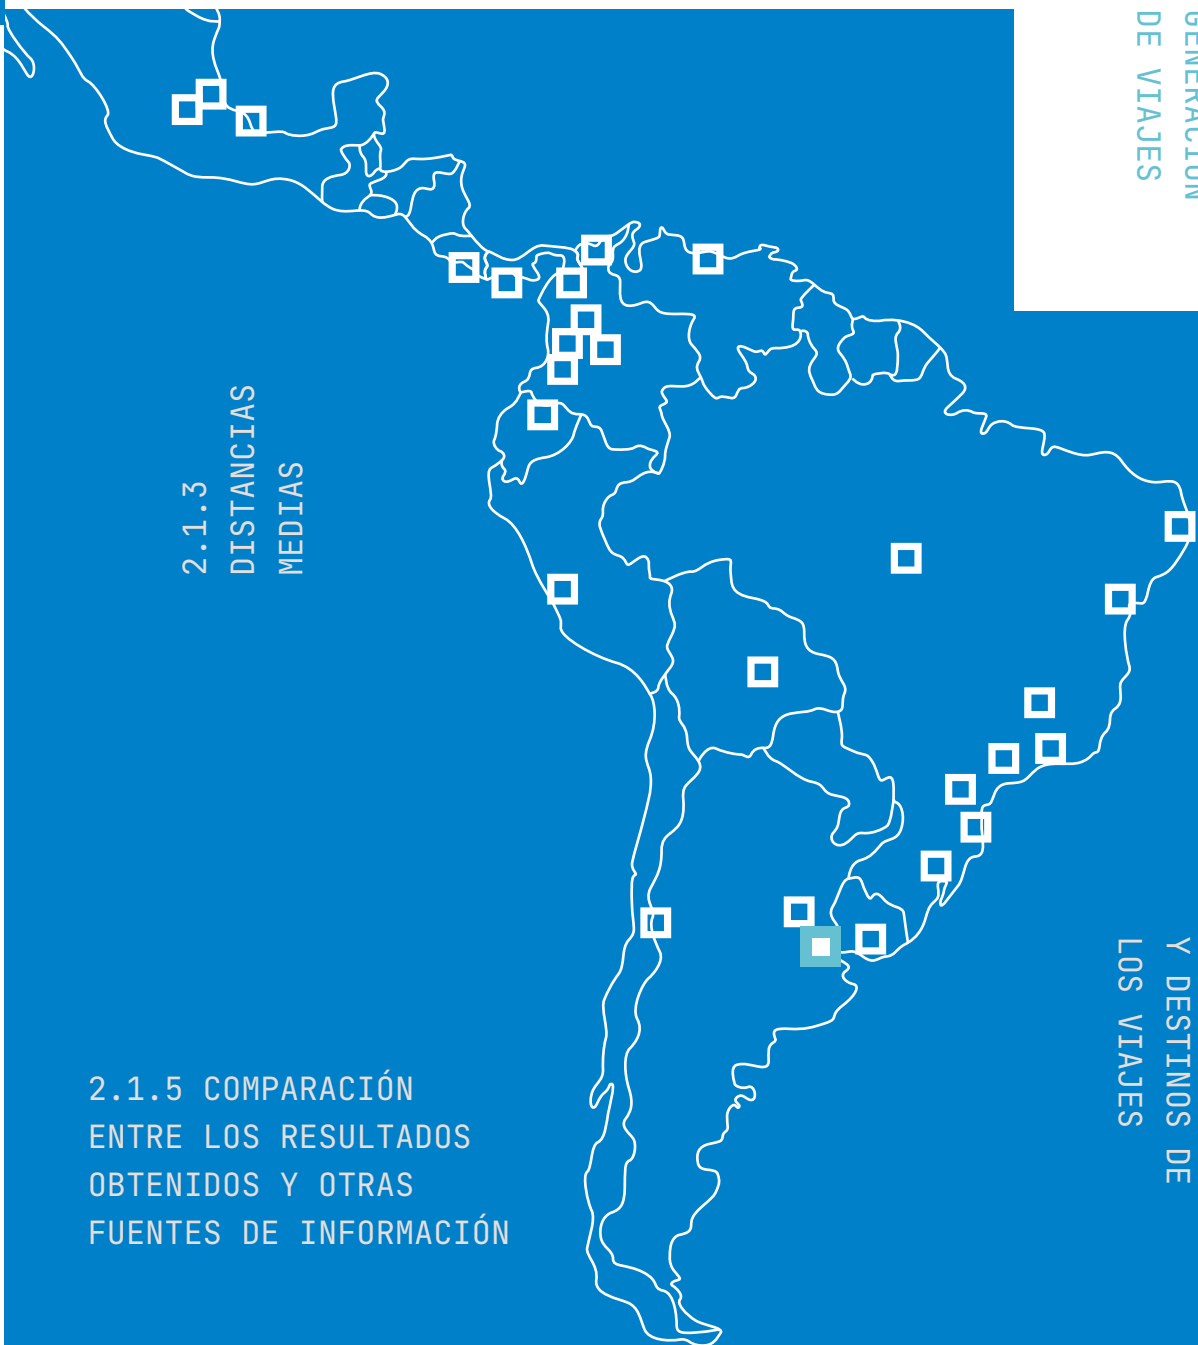 GENERACIÓN
DE VIAJES
2.1.3
DISTANCIAS
MEDIAS
Y DESTINOS DE
LOS VIAJES
2.1.5 COMPARACIÓN
ENTRE LOS RESULTADOS
OBTENIDOS Y OTRAS
FUENTES DE INFORMACIÓN